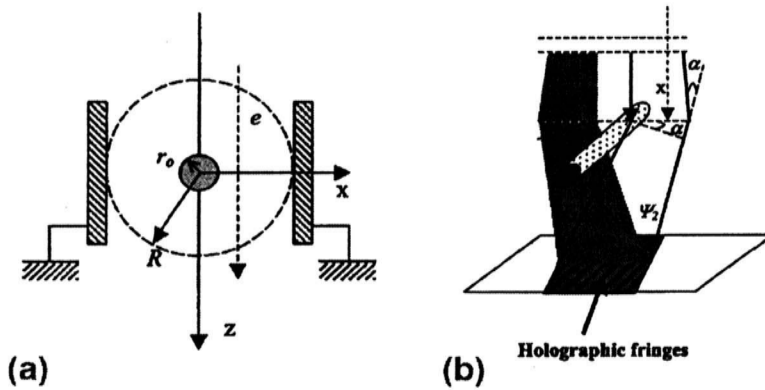 e
r₀
x
R
z
(a)
α
x
α
Ψ₂
Holographic fringes
(b)